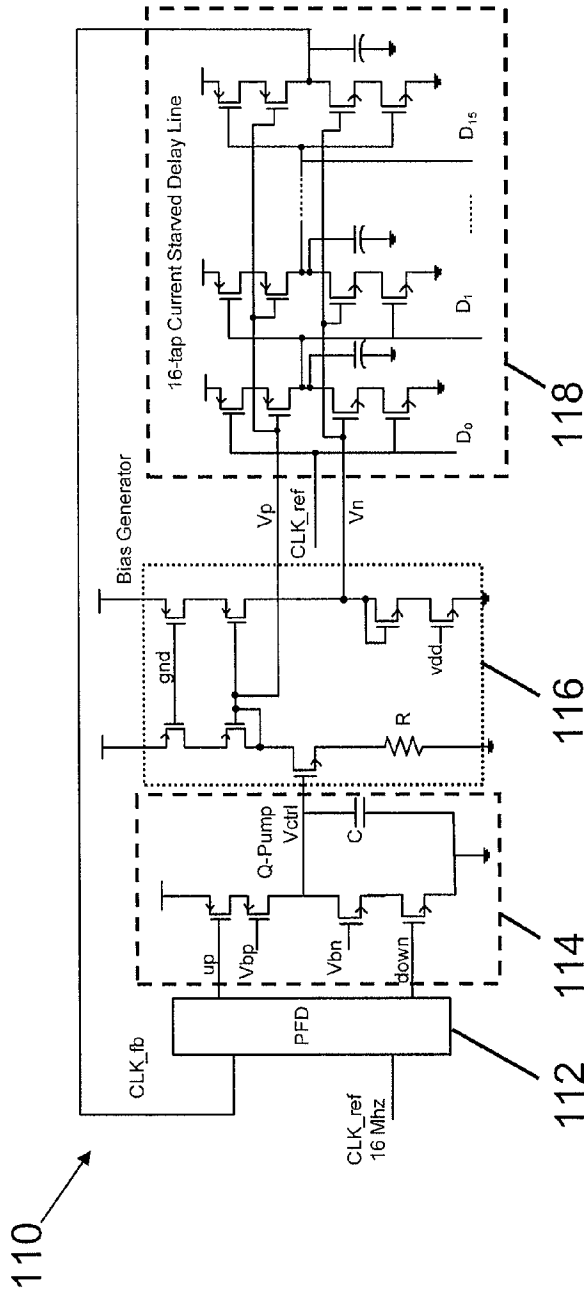 110
CLK_fb
CLK_ref
16 Mhz
PFD
112
up
Vbp
Vbn
down
Q-Pump
Vctrl
C
114
Bias Generator
gnd
R
vdd
116
Vp
CLK_ref
Vn
16-tap Current Starved Delay Line
D0
D1
........
D15
118